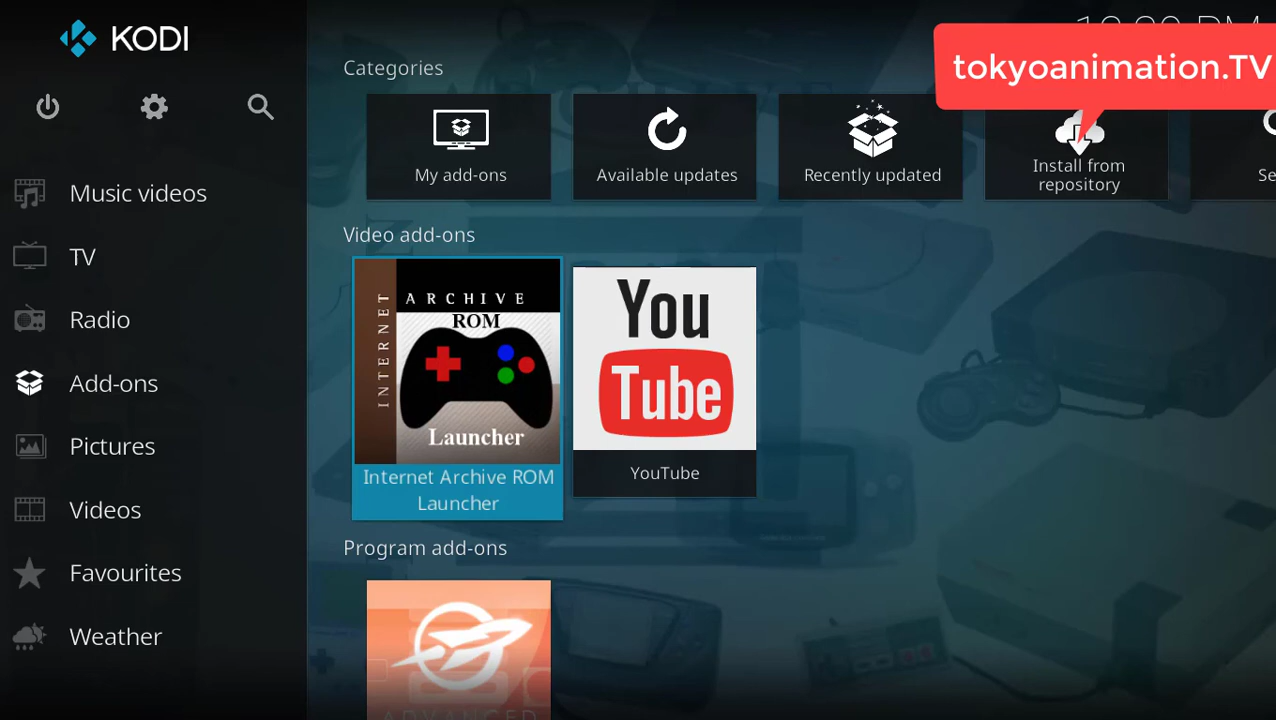 KODI
tokyoanimation.TV
Categories
My add-ons
Available updates
Recently updated
Install from
repository
Music videos
TV
Radio
Add-ons
Pictures
Videos
Favourites
Weather
Video add-ons
INTERNET
ARCHIVE
ROM
Launcher
Internet Archive ROM
Launcher
You
Tube
YouTube
Program add-ons
ADVANCED